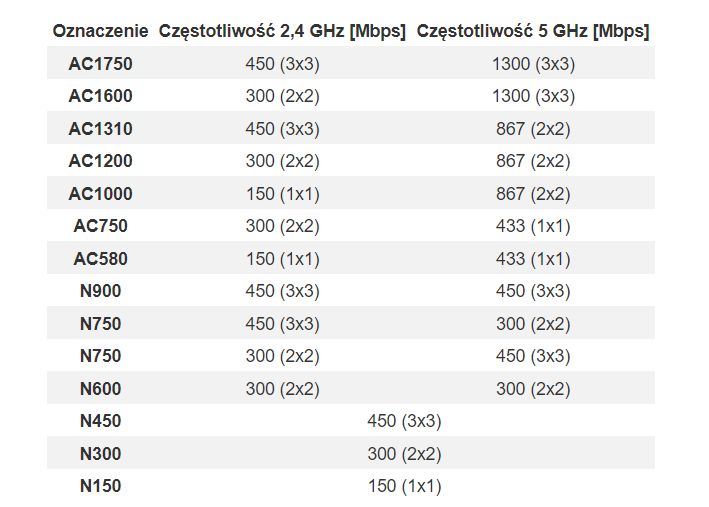 Oznaczenie Częstotliwość 2,4 GHz [Mbps] Częstotliwość 5 GHz [Mbps]
AC1750 450 (3x3) 1300 (3x3)
AC1600 300 (2x2) 1300 (3x3)
AC1310 450 (3x3) 867 (2x2)
AC1200 300 (2x2) 867 (2x2)
AC1000 150 (1x1) 867 (2x2)
AC750 300 (2x2) 433 (1x1)
AC580 150 (1x1) 433 (1x1)
N900 450 (3x3) 450 (3x3)
N750 450 (3x3) 300 (2x2)
N750 300 (2x2) 450 (3x3)
N600 300 (2x2) 300 (2x2)
N450 450 (3x3)
N300 300 (2x2)
N150 150 (1x1)